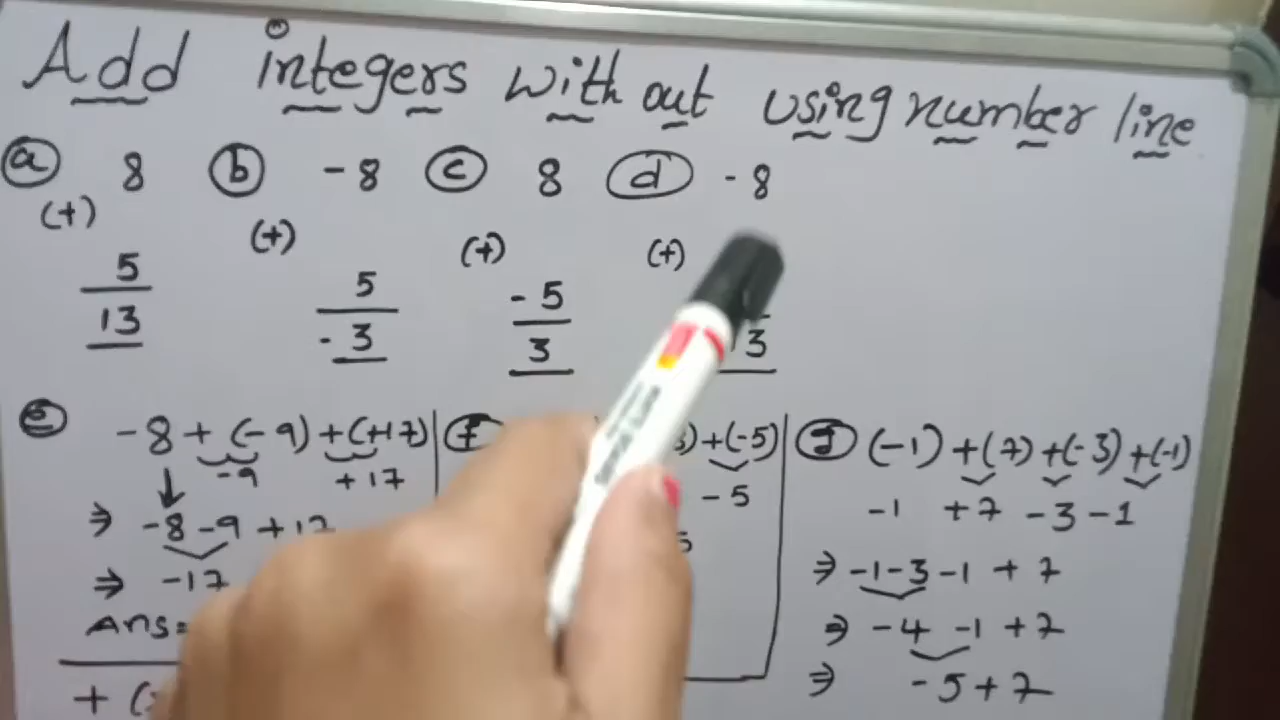 Add integers with out using number line
a 8 b -8 c 8 d -8
(+) (+) (+) (+)
5 5 -5
13 -3 3 3
e -8 + (-9) + (+17) f +(-5) g (-1) + (7) + (-3) + (-1)
-9 +17 -5 -1 +7 -3 -1
⇒ -8 -9 +17 ⇒ -1 -3 -1 + 7
⇒ -17 ⇒ -4 -1 +7
Ans= ⇒ -5 +7
+ (